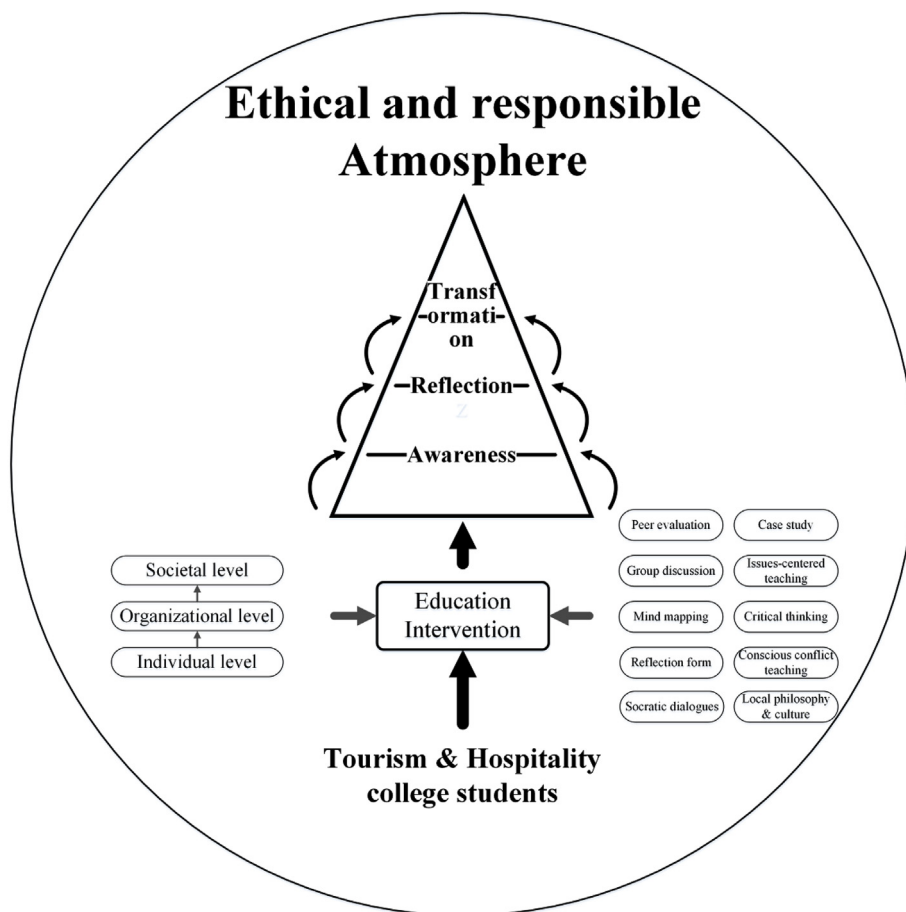 Ethical and responsible
Atmosphere
Transf
ormati
on
Reflection
z
Awareness
Societal level
Organizational level
Individual level
Education
Intervention
Peer evaluation
Case study
Group discussion
Issues-centered
teaching
Mind mapping
Critical thinking
Reflection form
Conscious conflict
teaching
Socratic dialogues
Local philosophy
& culture
Tourism & Hospitality
college students